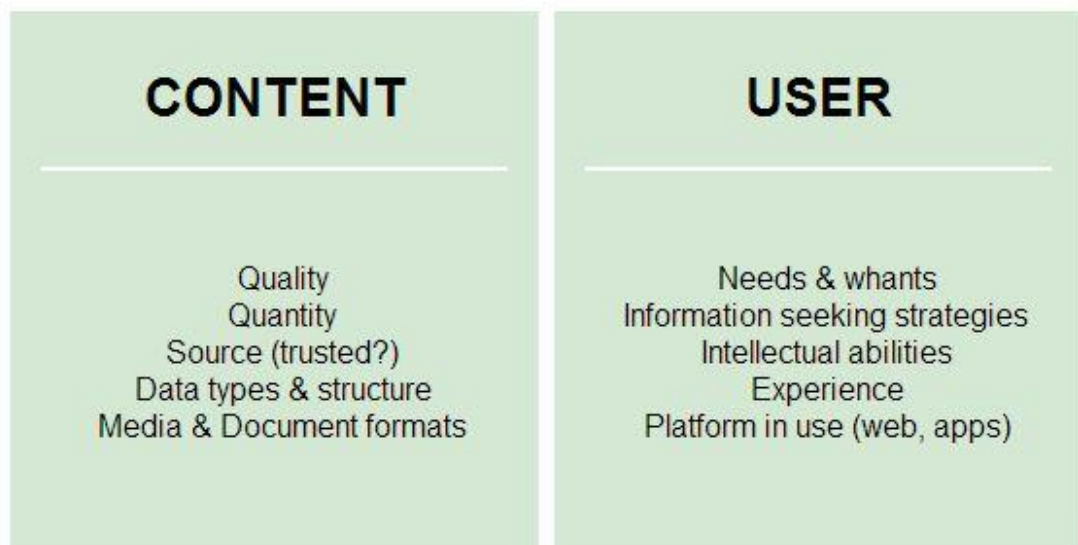 CONTENT
Quality
Quantity
Source (trusted?)
Data types & structure
Media & Document formats
USER
Needs & whants
Information seeking strategies
Intellectual abilities
Experience
Platform in use (web, apps)